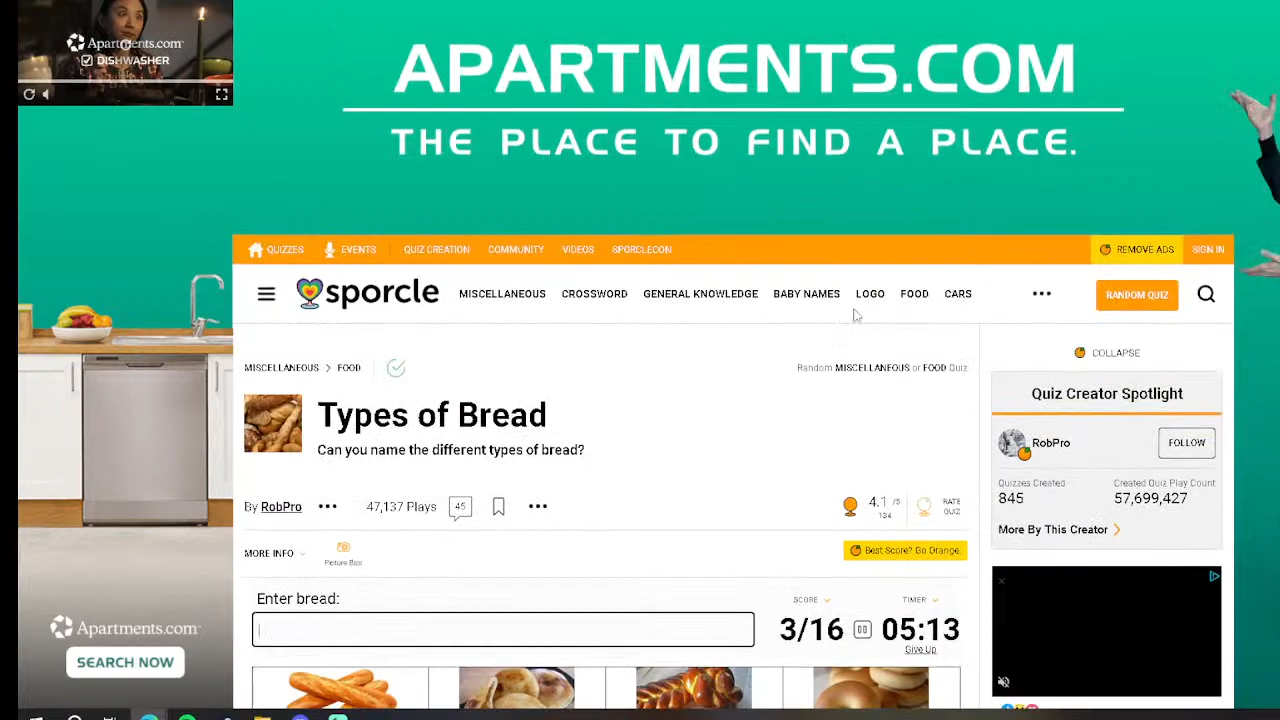 Apartments.com
DISHWASHER
APARTMENTS.COM
THE PLACE TO FIND A PLACE.
QUIZZES EVENTS QUIZ CREATION COMMUNITY VIDEOS SPORCLECON REMOVE ADS SIGN IN
sporcle MISCELLANEOUS CROSSWORD GENERAL KNOWLEDGE BABY NAMES LOGO FOOD CARS RANDOM QUIZ
COLLAPSE
MISCELLANEOUS > FOOD Random MISCELLANEOUS or FOOD Quiz
Quiz Creator Spotlight
Types of Bread
Can you name the different types of bread?
RobPro FOLLOW
Quizzes Created Created Quiz Play Count
845 57,699,427
By RobPro 47,137 Plays 45 4.1 /5 134 RATE QUIZ
More By This Creator
MORE INFO Picture Box Best Score? Go Orange.
Enter bread: SCORE TIMER
3/16 05:13
Give Up
Apartments.com
SEARCH NOW